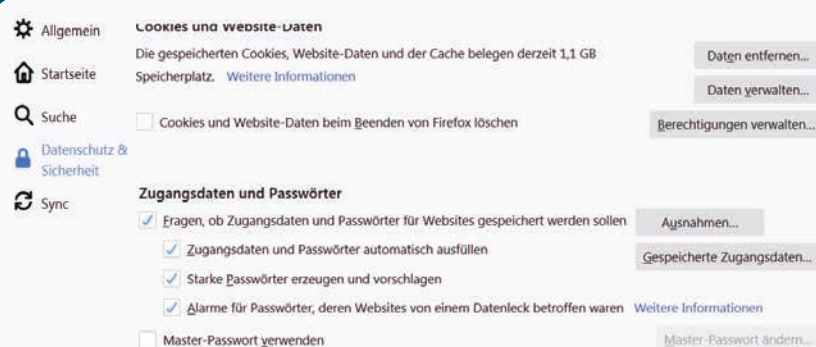 Allgemein
Startseite
Suche
Datenschutz &
Sicherheit
Sync
Cookies und Website-Daten
Die gespeicherten Cookies, Website-Daten und der Cache belegen derzeit 1,1 GB
Speicherplatz. Weitere Informationen
Daten entfernen...
Daten verwalten...
Cookies und Website-Daten beim Beenden von Firefox löschen
Berechtigungen verwalten...
Zugangsdaten und Passwörter
Fragen, ob Zugangsdaten und Passwörter für Websites gespeichert werden sollen
Ausnahmen...
Zugangsdaten und Passwörter automatisch ausfüllen
Gespeicherte Zugangsdaten...
Starke Passwörter erzeugen und vorschlagen
Alarme für Passwörter, deren Websites von einem Datenleck betroffen waren Weitere Informationen
Master-Passwort verwenden
Master-Passwort ändern...